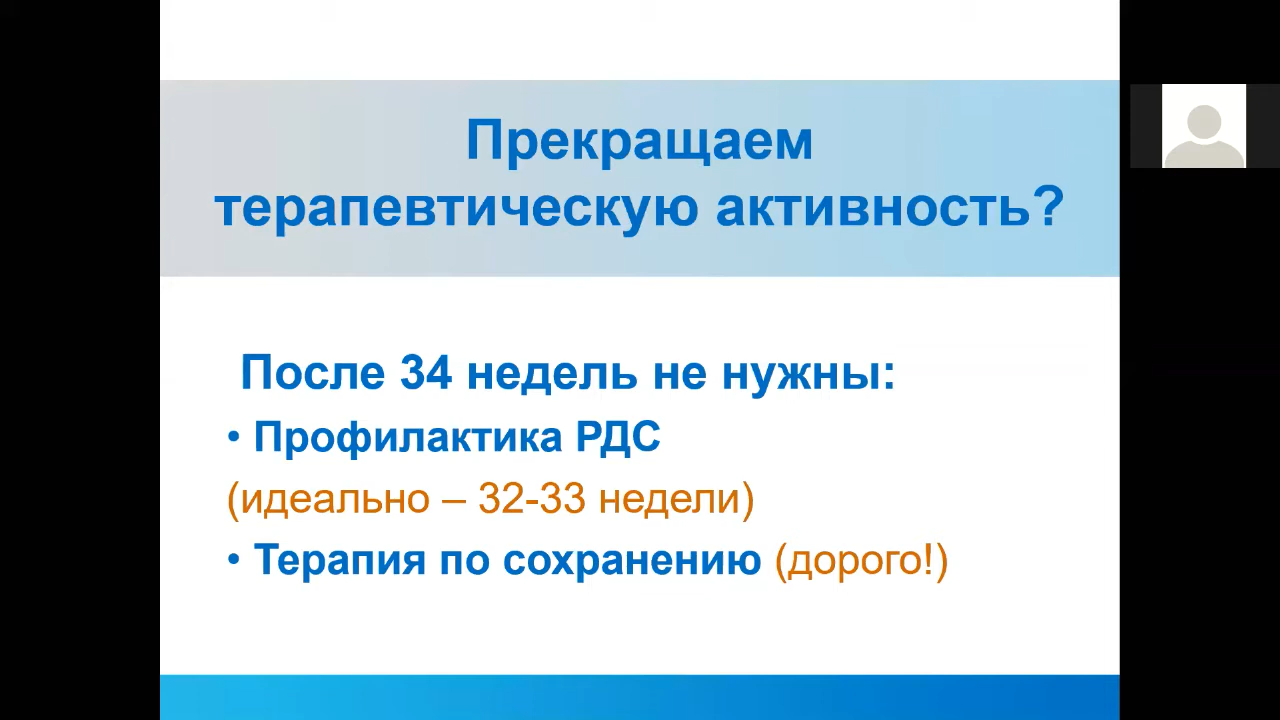 Прекращаем
терапевтическую активность?
После 34 недель не нужны:
• Профилактика РДС
(идеально – 32-33 недели)
• Терапия по сохранению (дорого!)